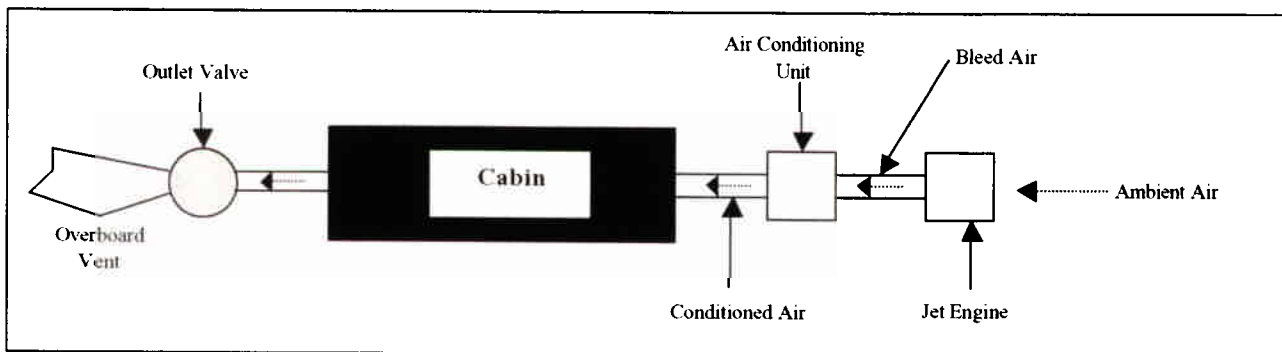 Air Conditioning
Unit
Bleed Air
Outlet Valve
Cabin
Ambient Air
Overboard
Vent
Conditioned Air
Jet Engine